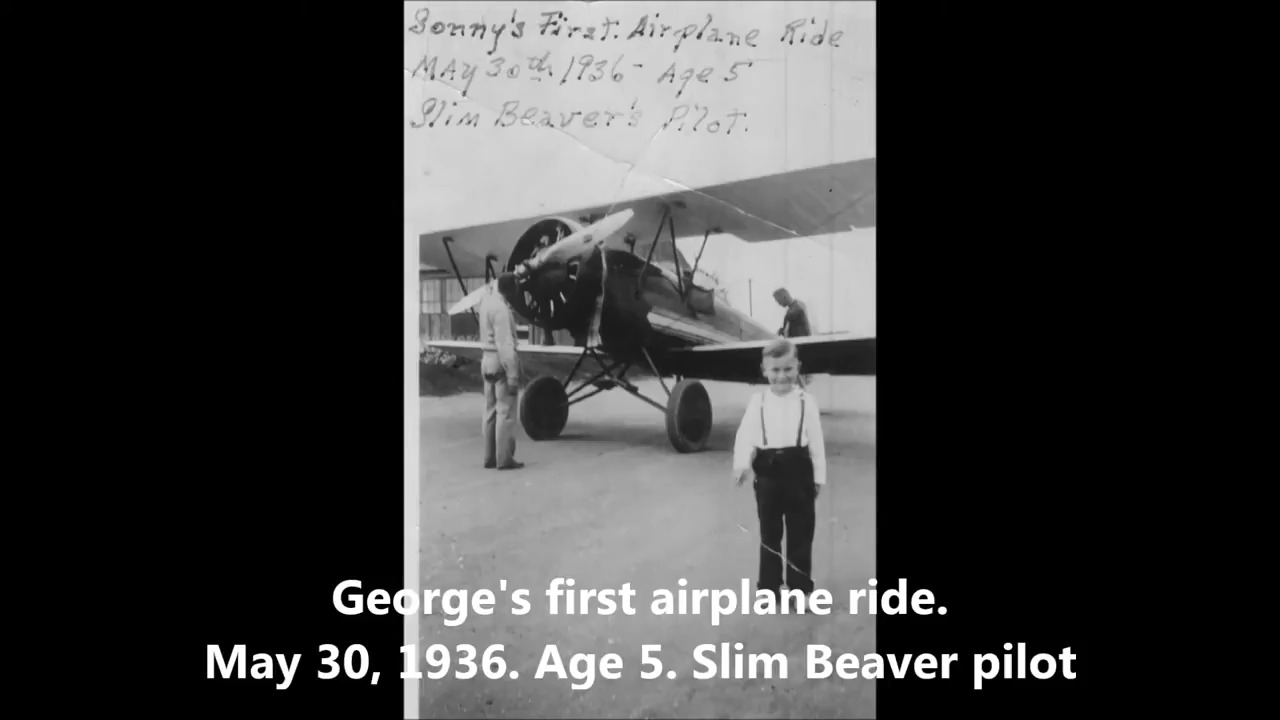 Sonny's First Airplane Ride
MAY 30th 1936 - Age 5
Slim Beaver's Pilot.
George's first airplane ride.
May 30, 1936. Age 5. Slim Beaver pilot